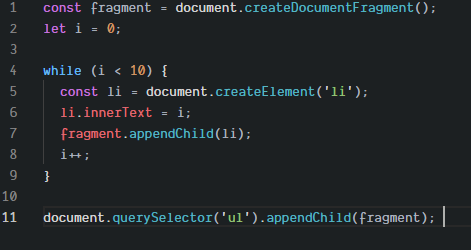 1 const fragment = document.createDocumentFragment();
2 let i = 0;
3
4 while (i < 10) {
5   const li = document.createElement('li');
6   li.innerText = i;
7   fragment.appendChild(li);
8   i++;
9 }
10
11 document.querySelector('ul').appendChild(fragment);